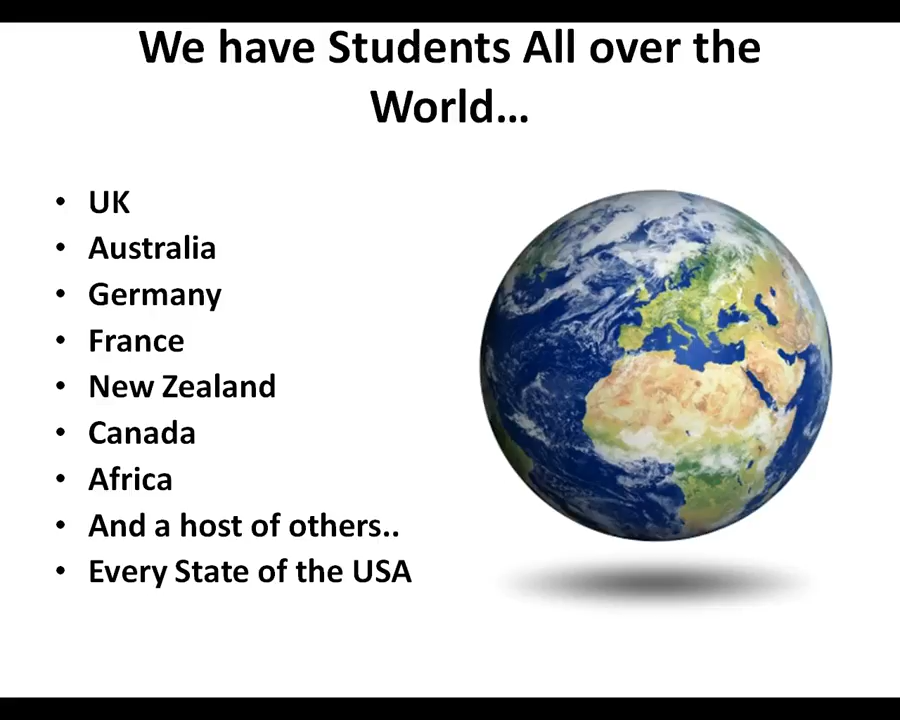 We have Students All over the
World…
• UK
• Australia
• Germany
• France
• New Zealand
• Canada
• Africa
• And a host of others..
• Every State of the USA